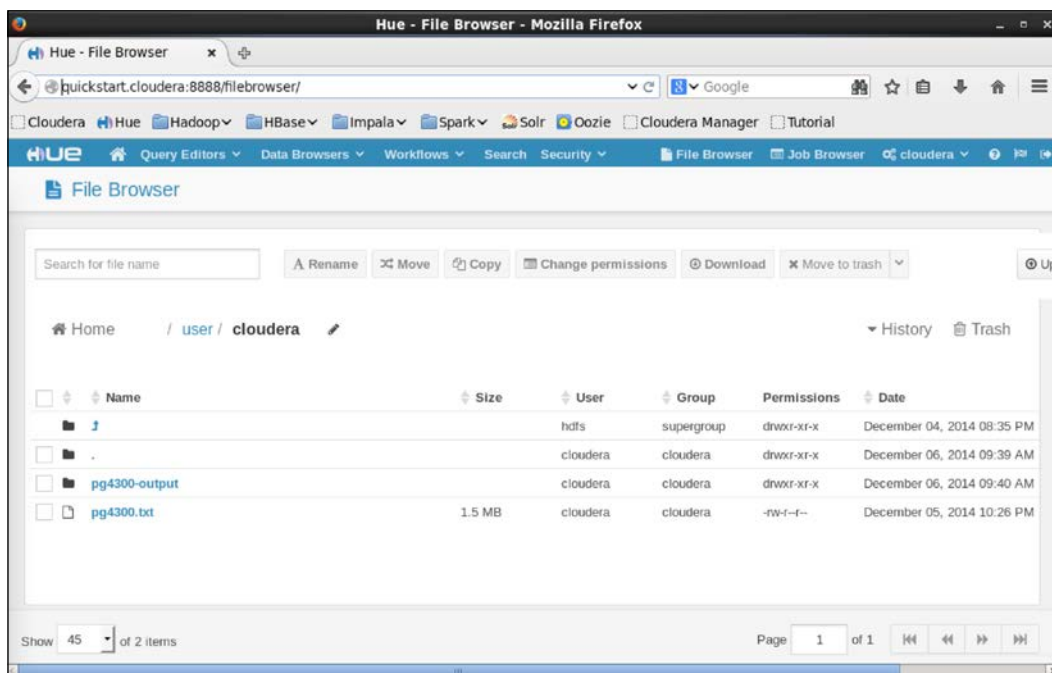 Hue - File Browser - Mozilla Firefox
Hue - File Browser
quickstart.cloudera:8888/filebrowser/
Google
Cloudera Hue Hadoop HBase Impala Spark Solr Oozie Cloudera Manager Tutorial
HUE Query Editors Data Browsers Workflows Search Security File Browser Job Browser cloudera
File Browser
Search for file name Rename Move Copy Change permissions Download Move to trash Up
Home / user / cloudera History Trash
Name Size User Group Permissions Date
hdfs supergroup drwxr-xr-x December 04, 2014 08:35 PM
. cloudera cloudera drwxr-xr-x December 06, 2014 09:39 AM
pg4300-output cloudera cloudera drwxr-xr-x December 06, 2014 09:40 AM
pg4300.txt 1.5 MB cloudera cloudera -rw-r--r-- December 05, 2014 10:26 PM
Show 45 of 2 items Page 1 of 1